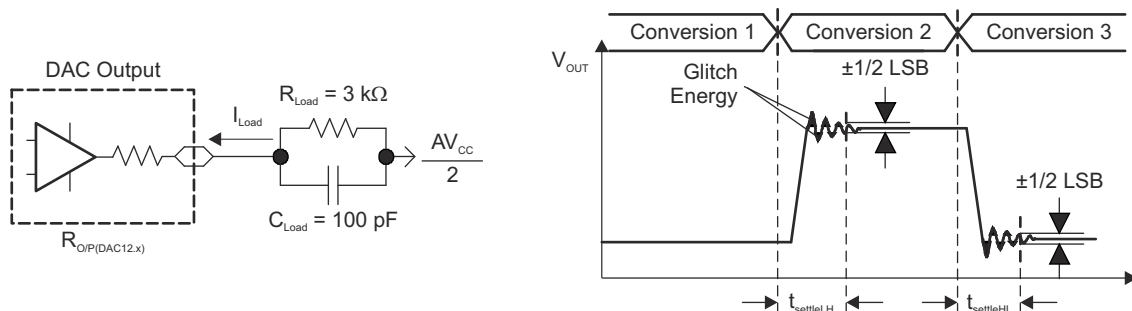 DAC Output
I_Load
R_Load = 3 kΩ
AV_CC
2
C_Load = 100 pF
R_O/P(DAC12.x)
Conversion 1
Conversion 2
Conversion 3
V_OUT
Glitch
Energy
±1/2 LSB
±1/2 LSB
t_settleLH
t_settleHL